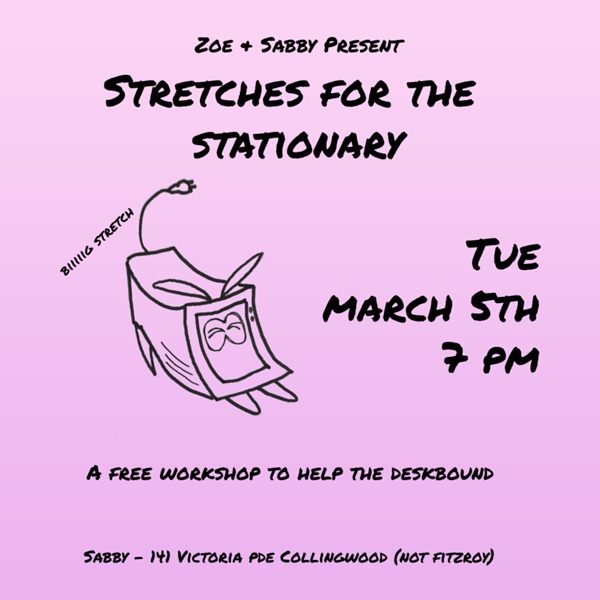 Zoe & Sabby Present
Stretches for the
stationary
biiiiig stretch
Tue
March 5th
7 pm
A free workshop to help the deskbound
Sabby - 141 Victoria pde Collingwood (not fitzroy)